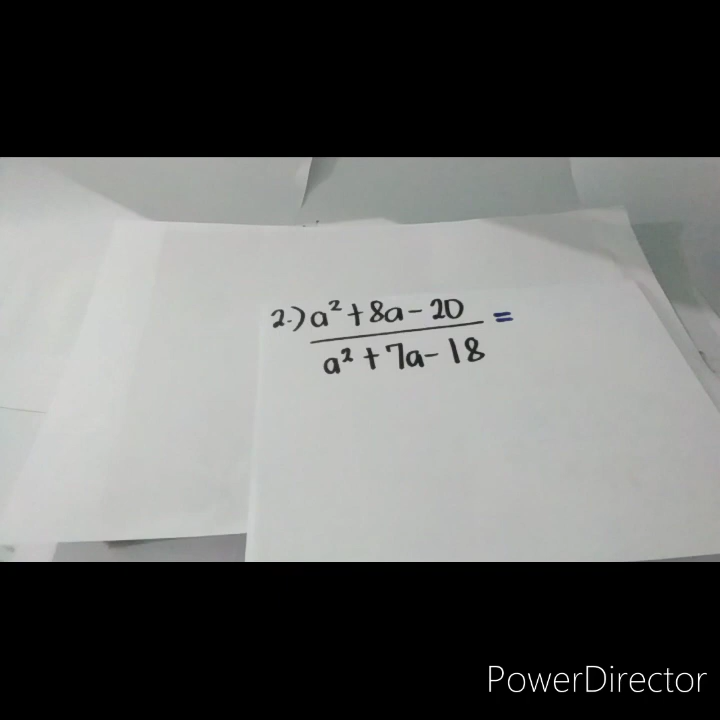 2.) a² + 8a - 20 =
a² + 7a - 18
PowerDirector